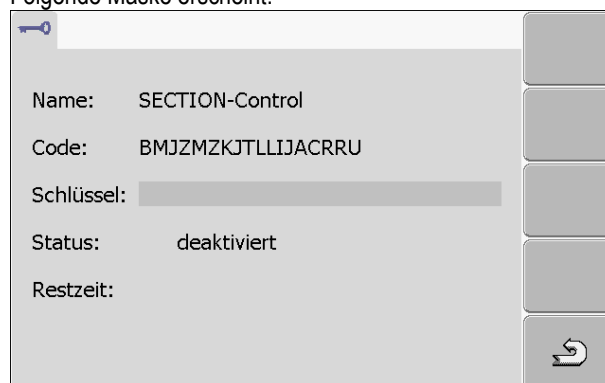 Folgende Maske erscheint:
Name: SECTION-Control
Code: BMJZMZKJTLLIJACRRU
Schlüssel:
Status: deaktiviert
Restzeit: